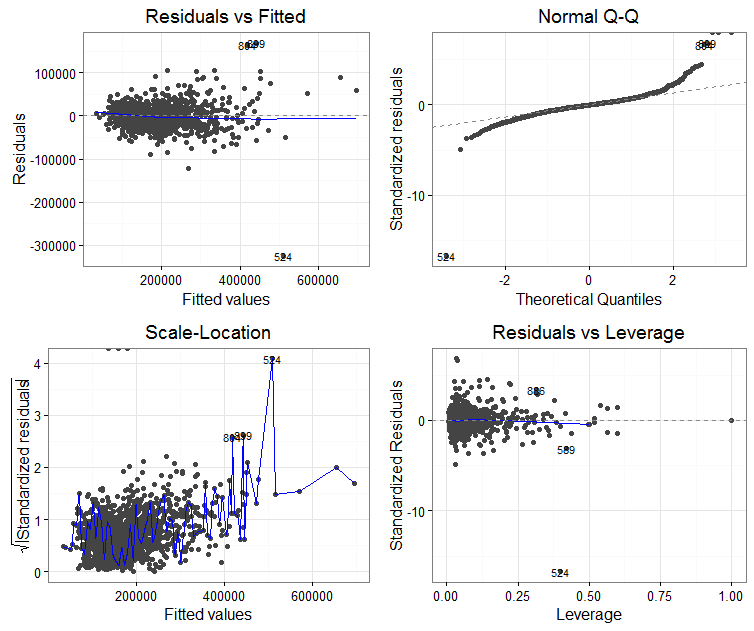 Residuals vs Fitted
Residuals
100000
0
-100000
-200000
-300000
524
200000
400000
600000
Fitted values
Normal Q-Q
Standardized residuals
0
-10
524
-2
0
2
Theoretical Quantiles
Scale-Location
√|Standardized residuals|
4
3
2
1
0
524
200000
400000
600000
Fitted values
Residuals vs Leverage
Standardized Residuals
0
-10
826
589
524
0.00
0.25
0.50
0.75
1.00
Leverage